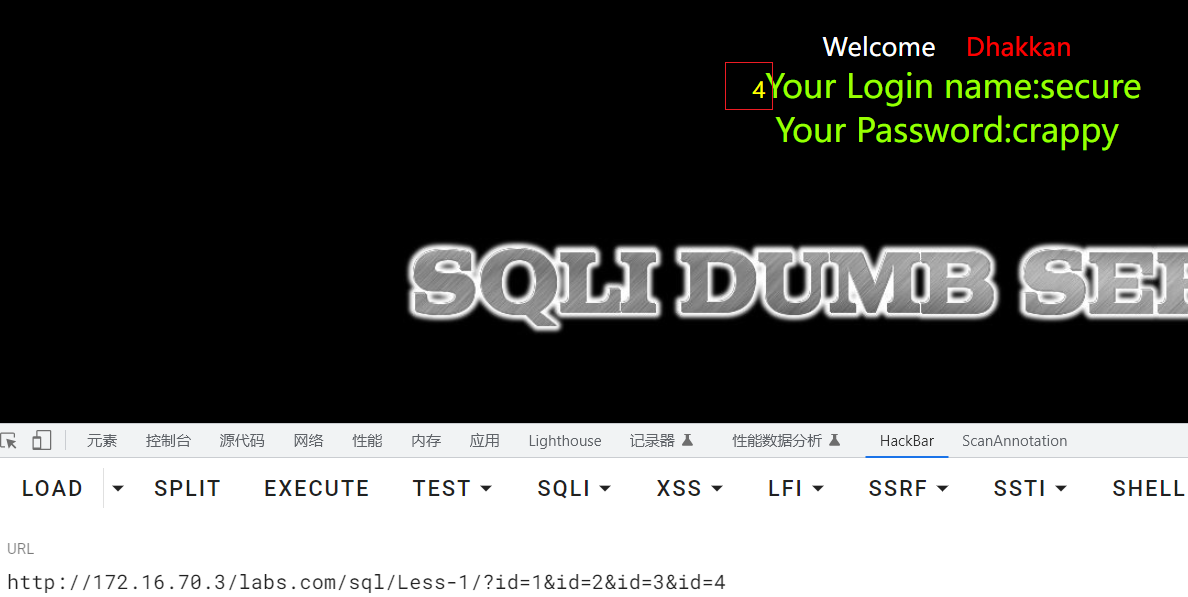 Welcome Dhakkan
4Your Login name:secure
Your Password:crappy
SQLI DUMB SE
元素 控制台 源代码 网络 性能 内存 应用 Lighthouse 记录器 性能数据分析 HackBar ScanAnnotation
LOAD SPLIT EXECUTE TEST SQLI XSS LFI SSRF SSTI SHELL
URL
http://172.16.70.3/labs.com/sql/Less-1/?id=1&id=2&id=3&id=4